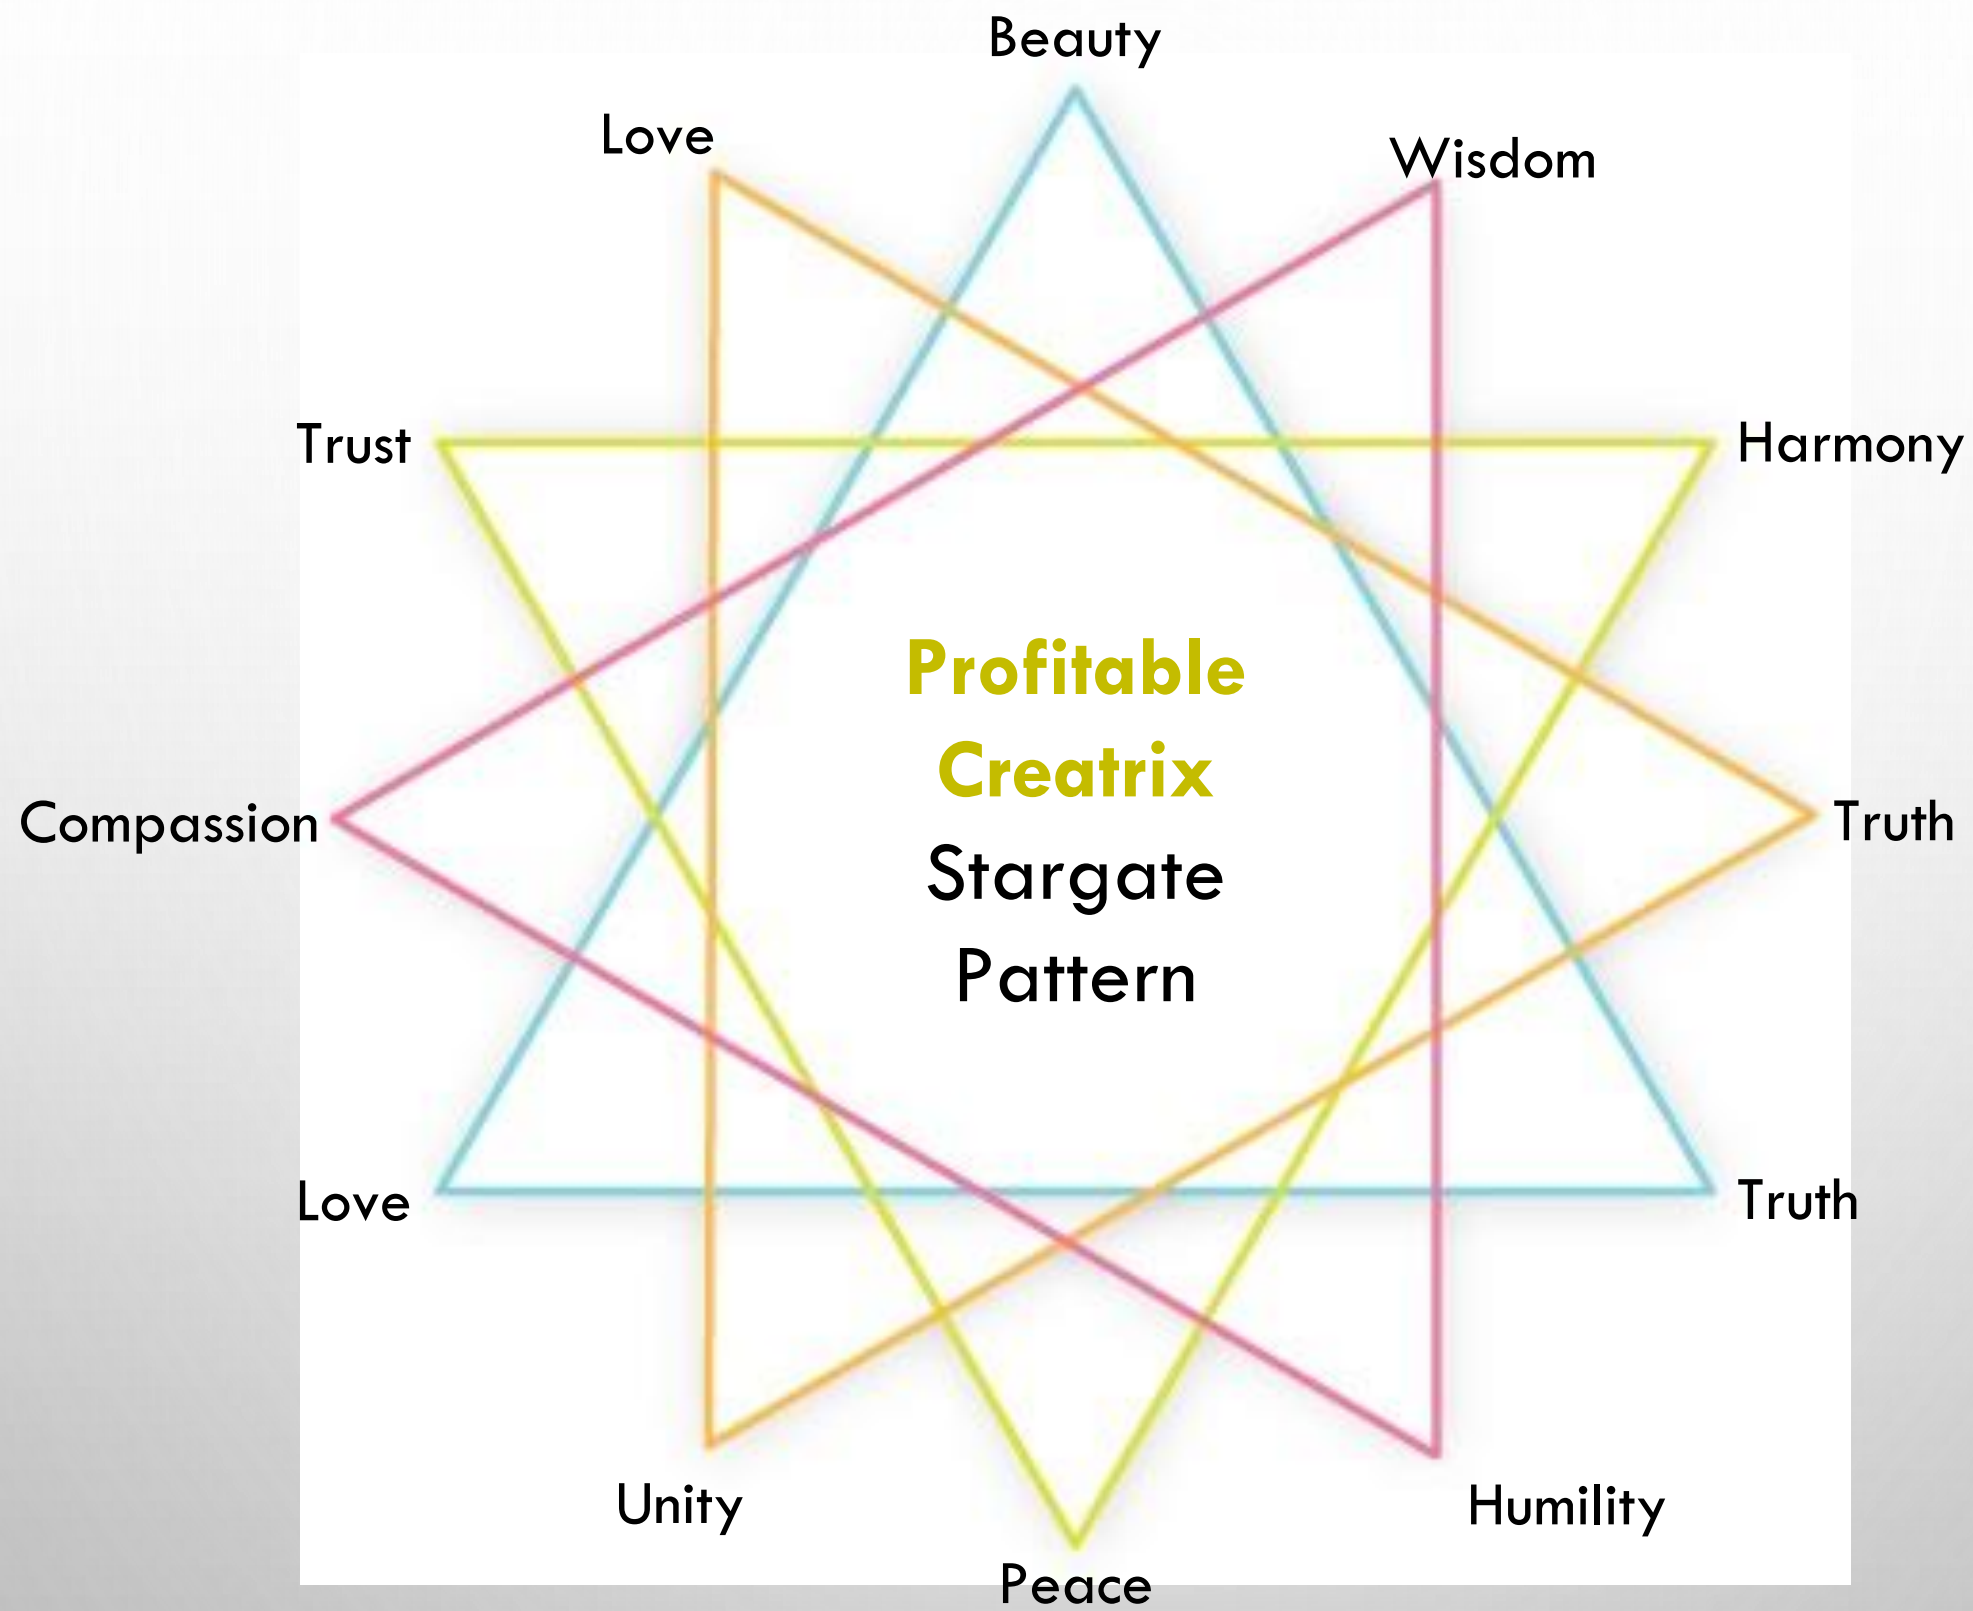 Beauty
Love
Wisdom
Trust
Harmony
Profitable
Creatrix
Stargate
Pattern
Compassion
Truth
Love
Truth
Unity
Humility
Peace